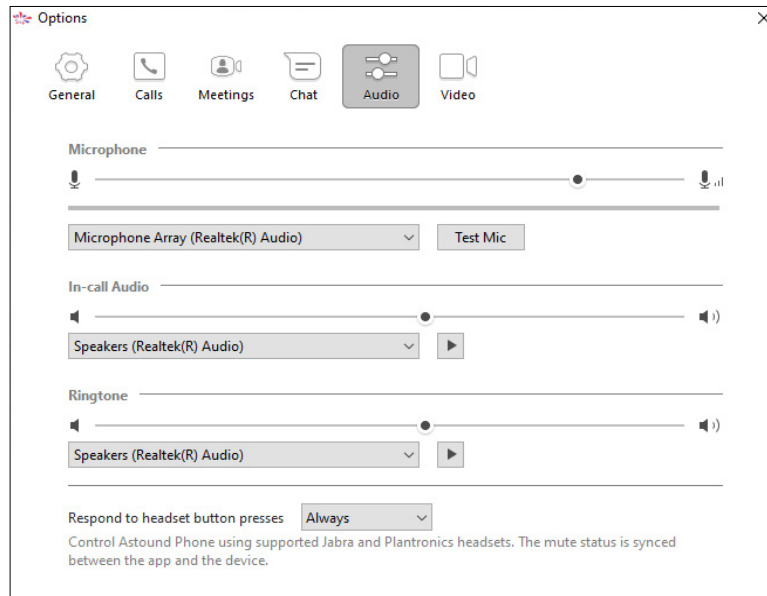 Options
General Calls Meetings Chat Audio Video
Microphone
Microphone Array (Realtek(R) Audio) Test Mic
In-call Audio
Speakers (Realtek(R) Audio)
Ringtone
Speakers (Realtek(R) Audio)
Respond to headset button presses Always
Control Astound Phone using supported Jabra and Plantronics headsets. The mute status is synced
between the app and the device.